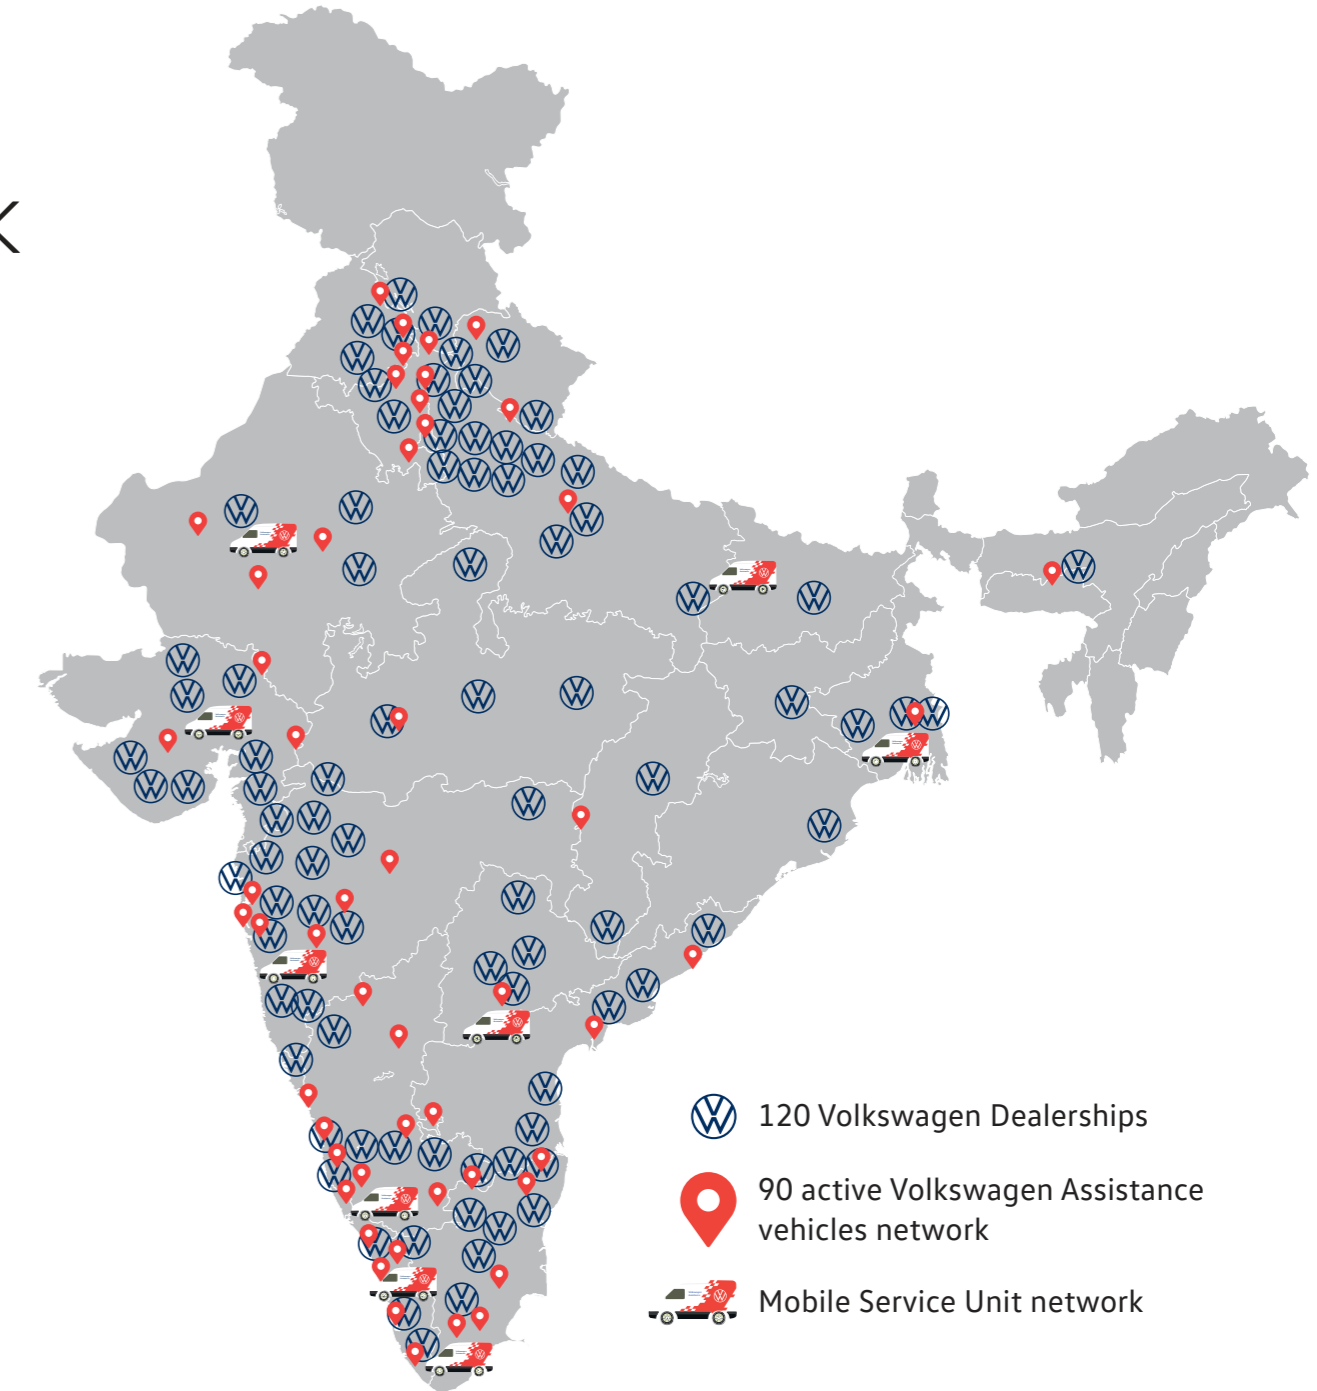 K
120 Volkswagen Dealerships
90 active Volkswagen Assistance
vehicles network
Mobile Service Unit network